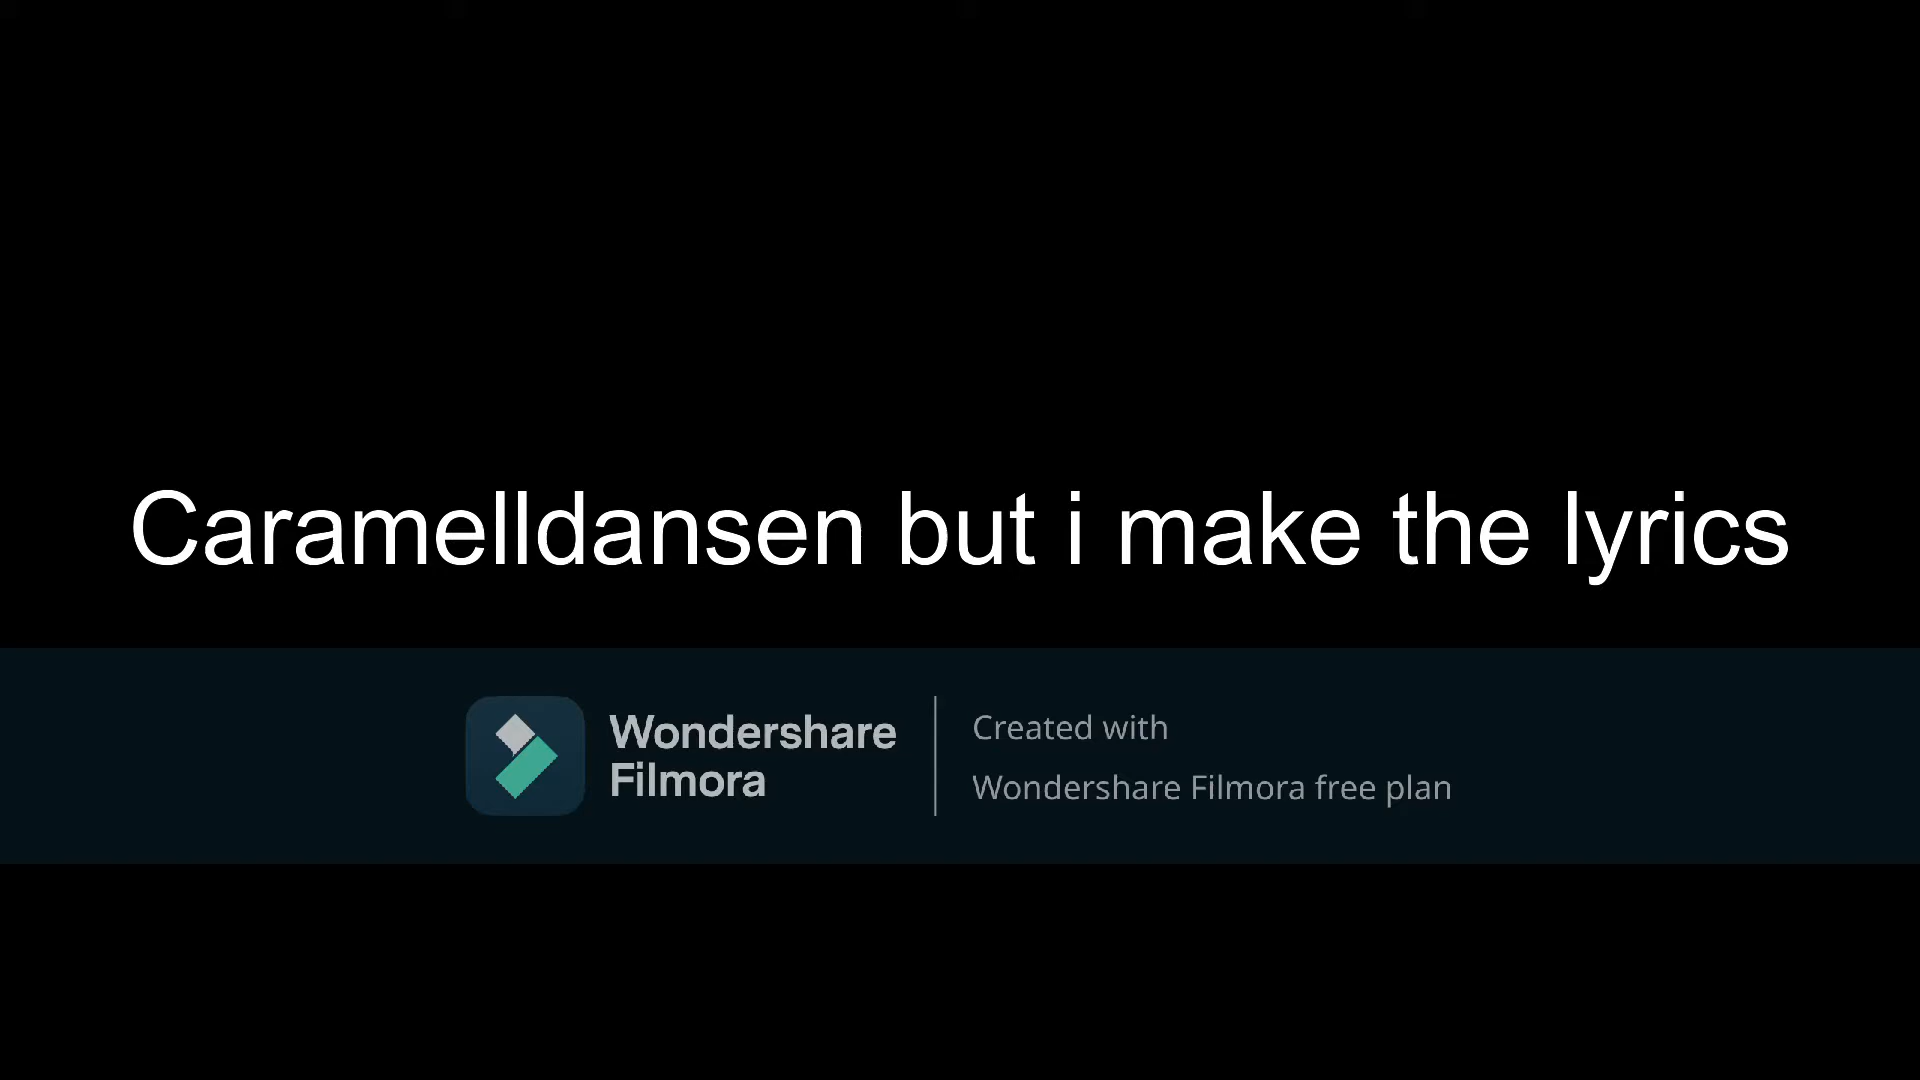 Caramelldansen but i make the lyrics
Wondershare
Filmora
Created with
Wondershare Filmora free plan